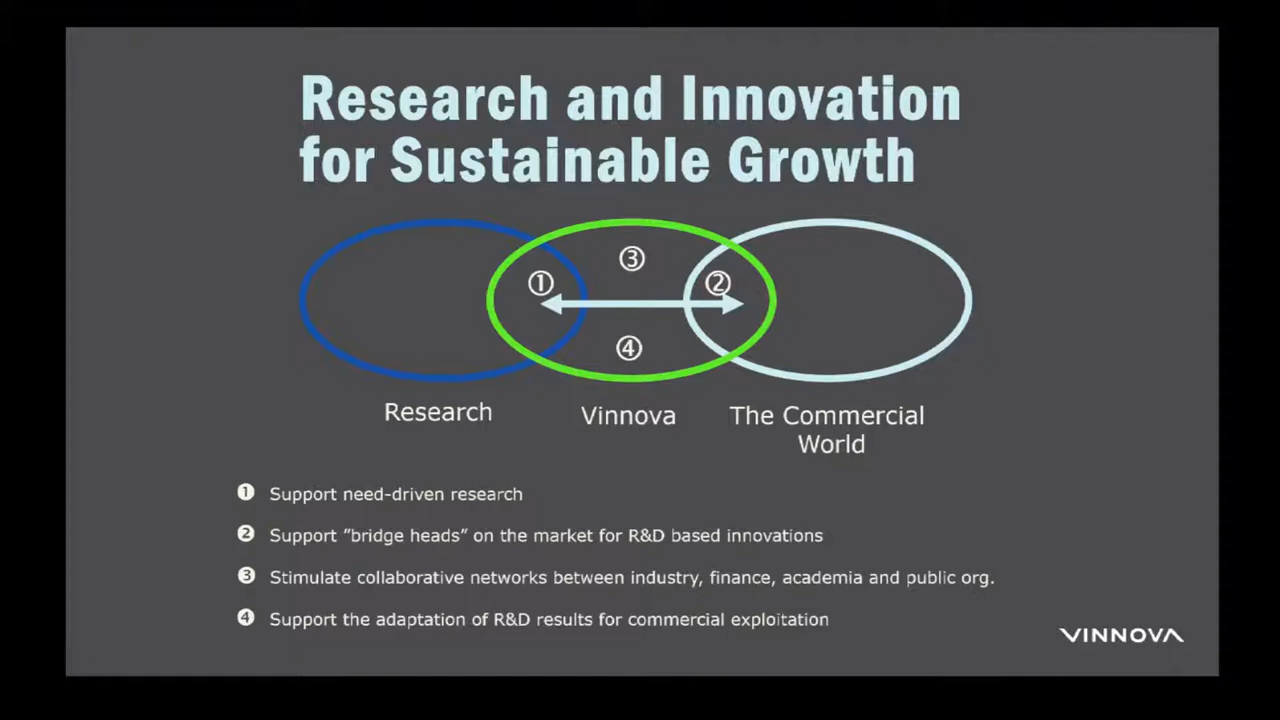 Research and Innovation
for Sustainable Growth
③
① ②
④
Research
Vinnova
The Commercial
World
❶ Support need-driven research
❷ Support ”bridge heads” on the market for R&D based innovations
❸ Stimulate collaborative networks between industry, finance, academia and public org.
❹ Support the adaptation of R&D results for commercial exploitation
VINNOVA